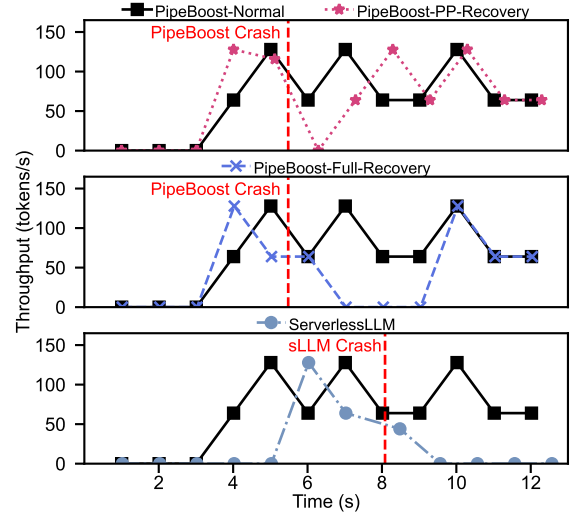 PipeBoost-Normal PipeBoost-PP-Recovery
PipeBoost Crash
150
100
50
0
PipeBoost-Full-Recovery
PipeBoost Crash
150
100
50
0
Throughput (tokens/s)
ServerlessLLM
sLLM Crash
150
100
50
0
2 4 6 8 10 12
Time (s)